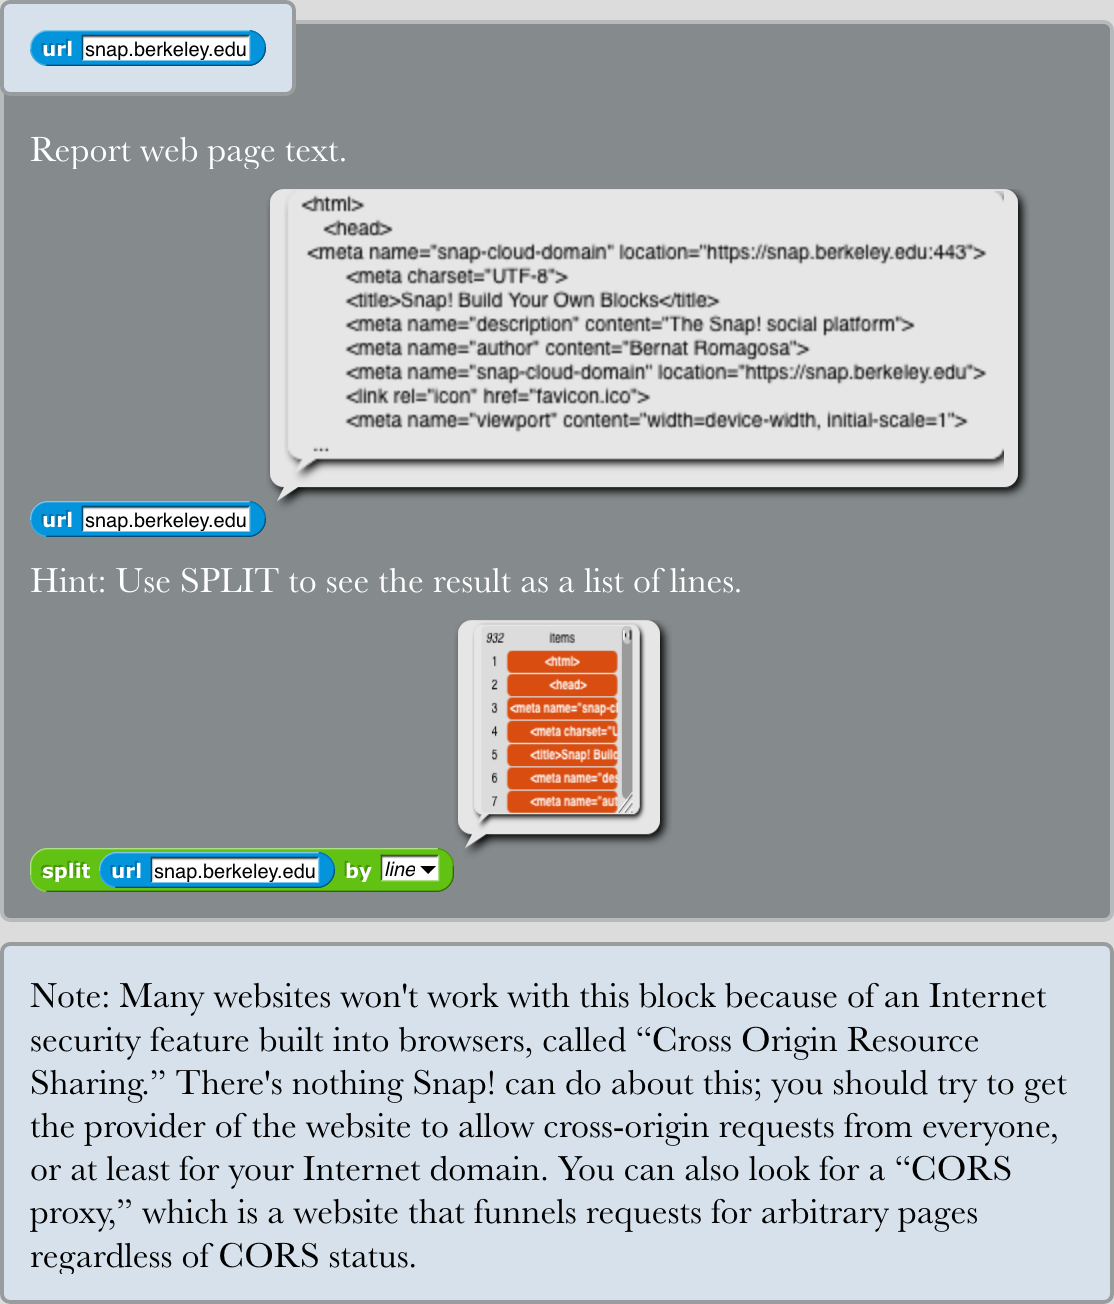 url snap.berkeley.edu
Report web page text.
<html>
<head>
<meta name="snap-cloud-domain" location="https://snap.berkeley.edu:443">
<meta charset="UTF-8">
<title>Snap! Build Your Own Blocks</title>
<meta name="description" content="The Snap! social platform">
<meta name="author" content="Bernat Romagosa">
<meta name="snap-cloud-domain" location="https://snap.berkeley.edu">
<link rel="icon" href="favicon.ico">
<meta name="viewport" content="width=device-width, initial-scale=1">
...
url snap.berkeley.edu
Hint: Use SPLIT to see the result as a list of lines.
932 items
1 <html>
2 <head>
3 <meta name="snap-cl
4 <meta charset="U
5 <title>Snap! Build
6 <meta name="des
7 <meta name="aut
split url snap.berkeley.edu by line
Note: Many websites won't work with this block because of an Internet
security feature built into browsers, called “Cross Origin Resource
Sharing.” There's nothing Snap! can do about this; you should try to get
the provider of the website to allow cross-origin requests from everyone,
or at least for your Internet domain. You can also look for a “CORS
proxy,” which is a website that funnels requests for arbitrary pages
regardless of CORS status.